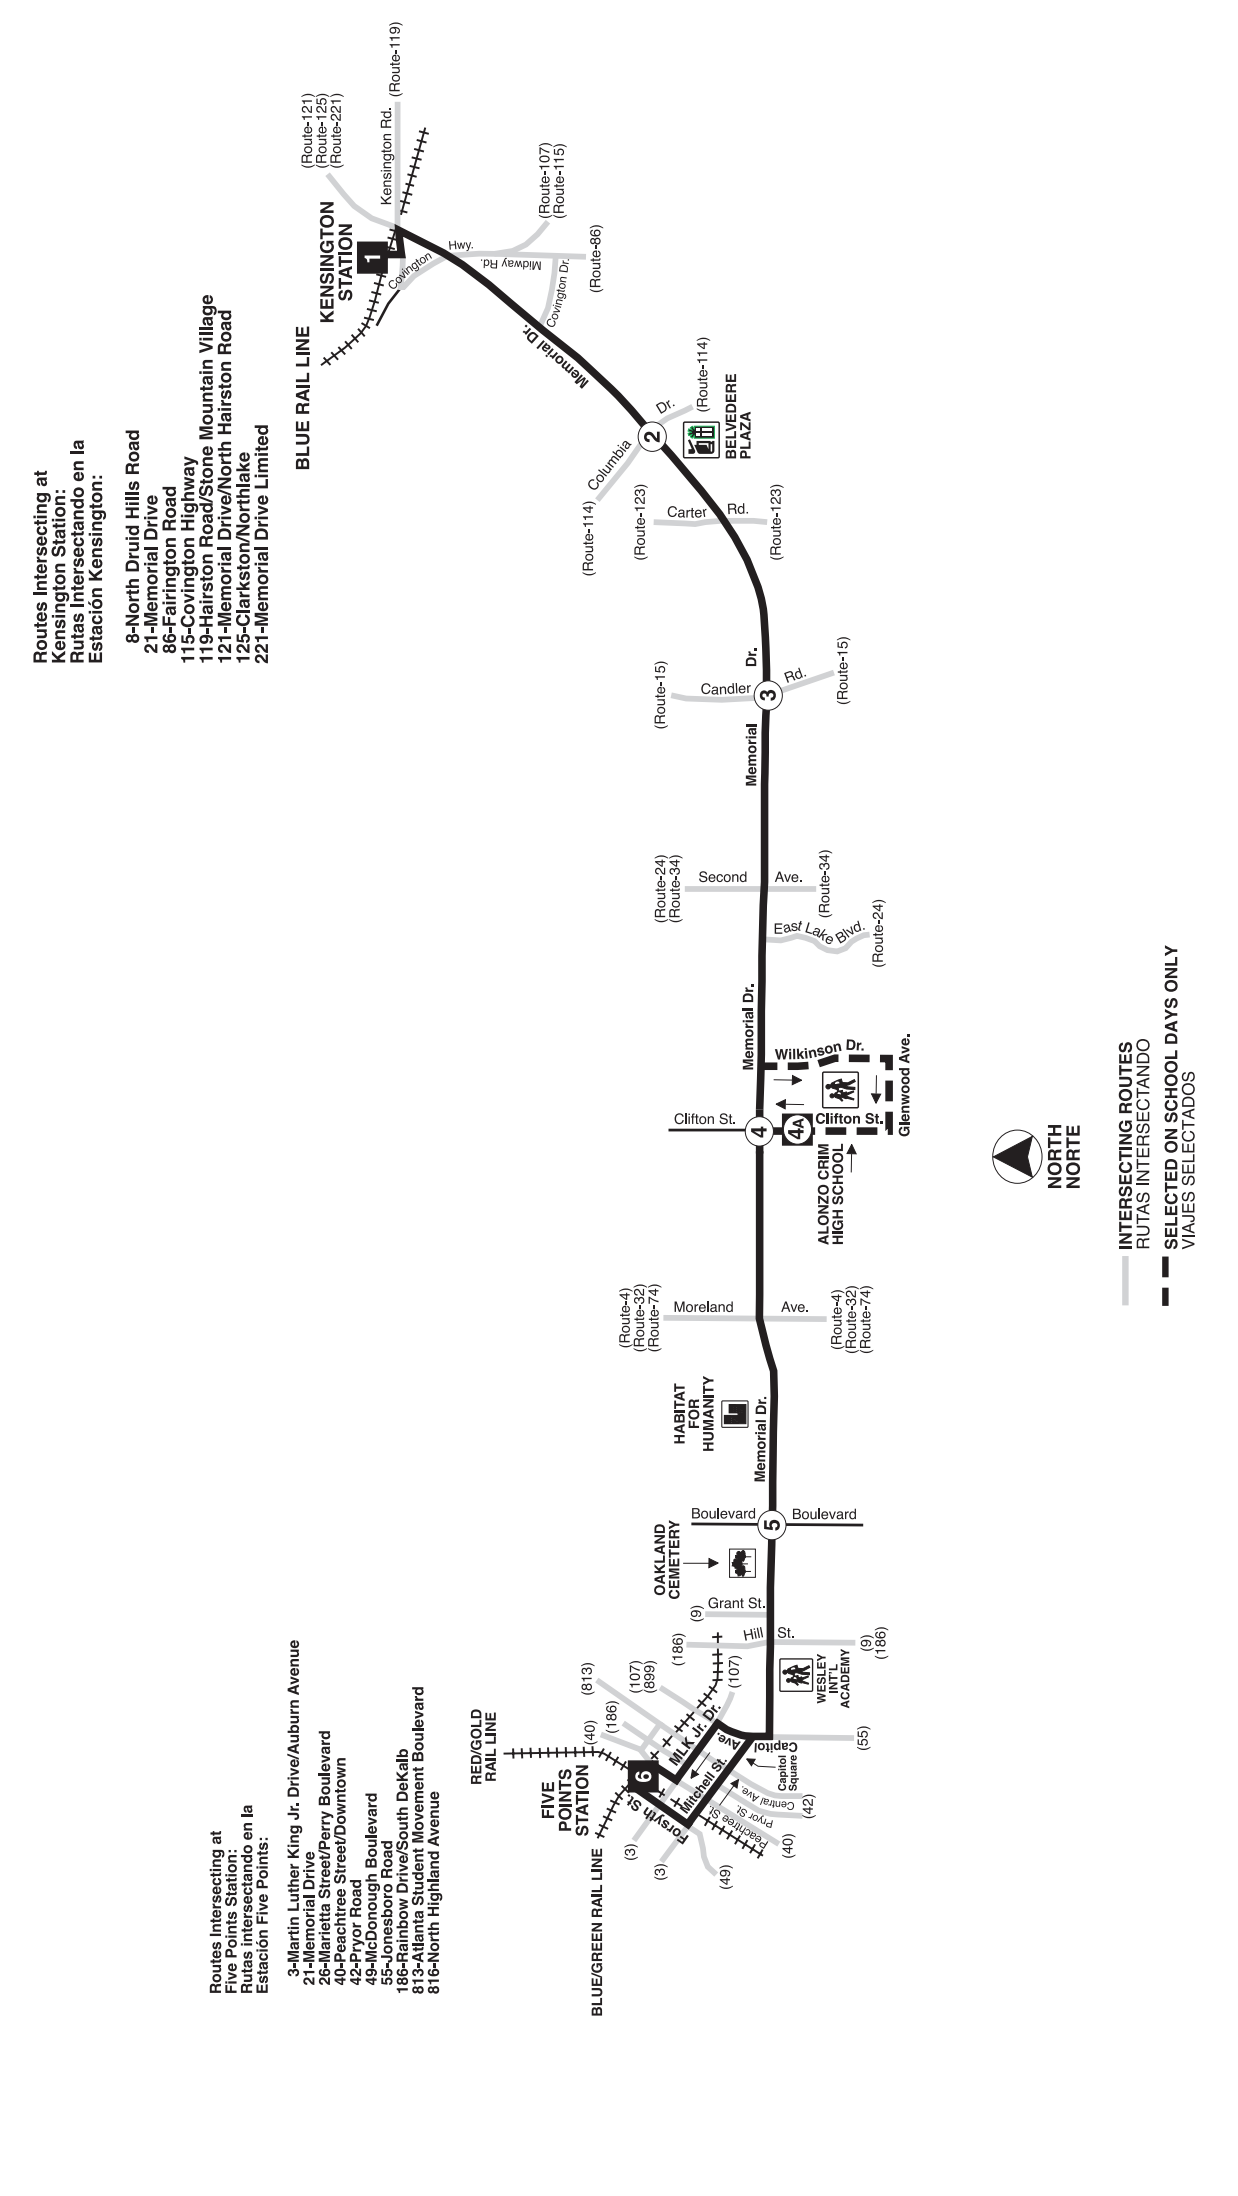 Routes Intersecting at
Five Points Station:
Rutas intersectando en la
Estación Five Points:
3-Martin Luther King Jr. Drive/Auburn Avenue
21-Memorial Drive
26-Marietta Street/Perry Boulevard
40-Peachtree Street/Downtown
42-Pryor Road
49-McDonough Boulevard
55-Jonesboro Road
186-Rainbow Drive/South DeKalb
813-Atlanta Student Movement Boulevard
816-North Highland Avenue
Routes Intersecting at
Kensington Station:
Rutas Intersectando en la
Estación Kensington:
8-North Druid Hills Road
21-Memorial Drive
86-Fairington Road
115-Covington Highway
119-Hairston Road/Stone Mountain Village
121-Memorial Drive/North Hairston Road
125-Clarkston/Northlake
221-Memorial Drive Limited
BLUE RAIL LINE
KENSINGTON
STATION
1
(Route-121)
(Route-125)
(Route-221)
Kensington Rd.
(Route-119)
Covington
Hwy.
Midway Rd.
(Route-107)
(Route-115)
Covington Dr.
(Route-86)
Memorial Dr.
Columbia
Dr.
(Route-114)
(Route-114)
2
BELVEDERE
PLAZA
(Route-123)
Carter
Rd.
(Route-123)
(Route-15)
Candler
Rd.
(Route-15)
3
Memorial
Dr.
(Route-24)
(Route-34)
Second
Ave.
(Route-34)
East Lake Blvd.
(Route-24)
Memorial Dr.
Wilkinson Dr.
Glenwood Ave.
Clifton St.
Clifton St.
4
4A
ALONZO CRIM
HIGH SCHOOL
(Route-4)
(Route-32)
(Route-74)
Moreland
Ave.
(Route-4)
(Route-32)
(Route-74)
HABITAT
FOR
HUMANITY
Memorial Dr.
Boulevard
5
Boulevard
OAKLAND
CEMETERY
(9)
Grant St.
(186)
Hill
St.
(9)
(186)
WESLEY
INT'L
ACADEMY
(107)
(107)
(899)
(813)
(186)
(40)
RED/GOLD
RAIL LINE
FIVE
POINTS
STATION
6
MLK Jr. Dr.
Capitol
Ave.
Mitchell St.
Forsyth St.
Capitol
Square
Central Ave.
Pryor St.
Peachtree St.
(55)
(42)
(40)
(49)
(3)
(3)
BLUE/GREEN RAIL LINE
NORTH
NORTE
INTERSECTING ROUTES
RUTAS INTERSECTANDO
SELECTED ON SCHOOL DAYS ONLY
VIAJES SELECTADOS